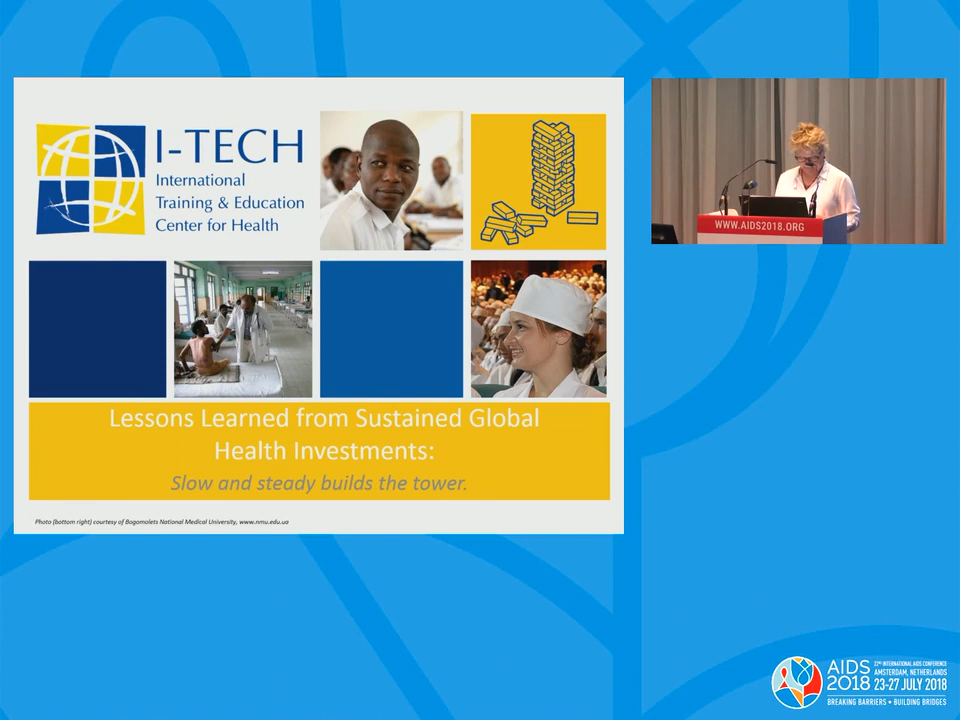 I-TECH
International
Training & Education
Center for Health
Lessons Learned from Sustained Global
Health Investments:
Slow and steady builds the tower.
Photo (bottom right) courtesy of Bogomolets National Medical University, www.nmu.edu.ua
WWW.AIDS2018.ORG
AIDS
2018
22ND INTERNATIONAL AIDS CONFERENCE
AMSTERDAM, NETHERLANDS
23-27 JULY 2018
BREAKING BARRIERS • BUILDING BRIDGES